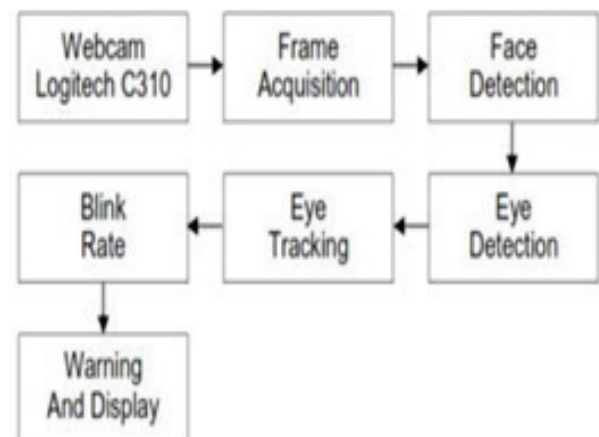 Webcam
Logitech C310
Frame
Acquisition
Face
Detection
Eye
Detection
Eye
Tracking
Blink
Rate
Warning
And Display